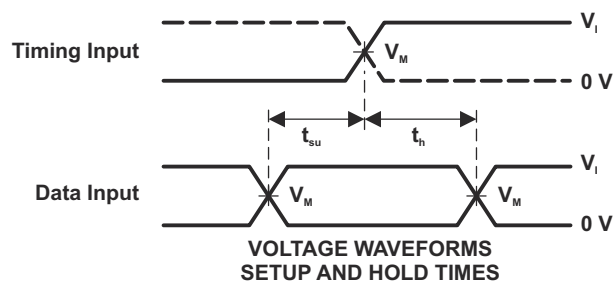 V_I
Timing Input
V_M
0 V
t_su
t_h
V_I
Data Input
V_M
V_M
0 V
VOLTAGE WAVEFORMS
SETUP AND HOLD TIMES